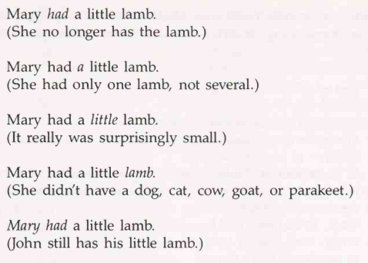 Mary had a little lamb.
(She no longer has the lamb.)
Mary had a little lamb.
(She had only one lamb, not several.)
Mary had a little lamb.
(It really was surprisingly small.)
Mary had a little lamb.
(She didn't have a dog, cat, cow, goat, or parakeet.)
Mary had a little lamb.
(John still has his little lamb.)